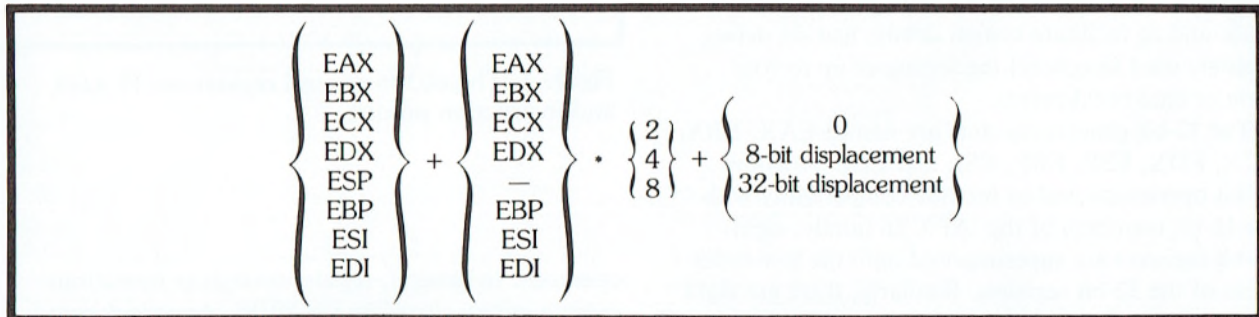 EAX EAX
EBX EBX
ECX ECX 2 0
EDX + EDX * 4 + 8-bit displacement
ESP — 8 32-bit displacement
EBP EBP
ESI ESI
EDI EDI